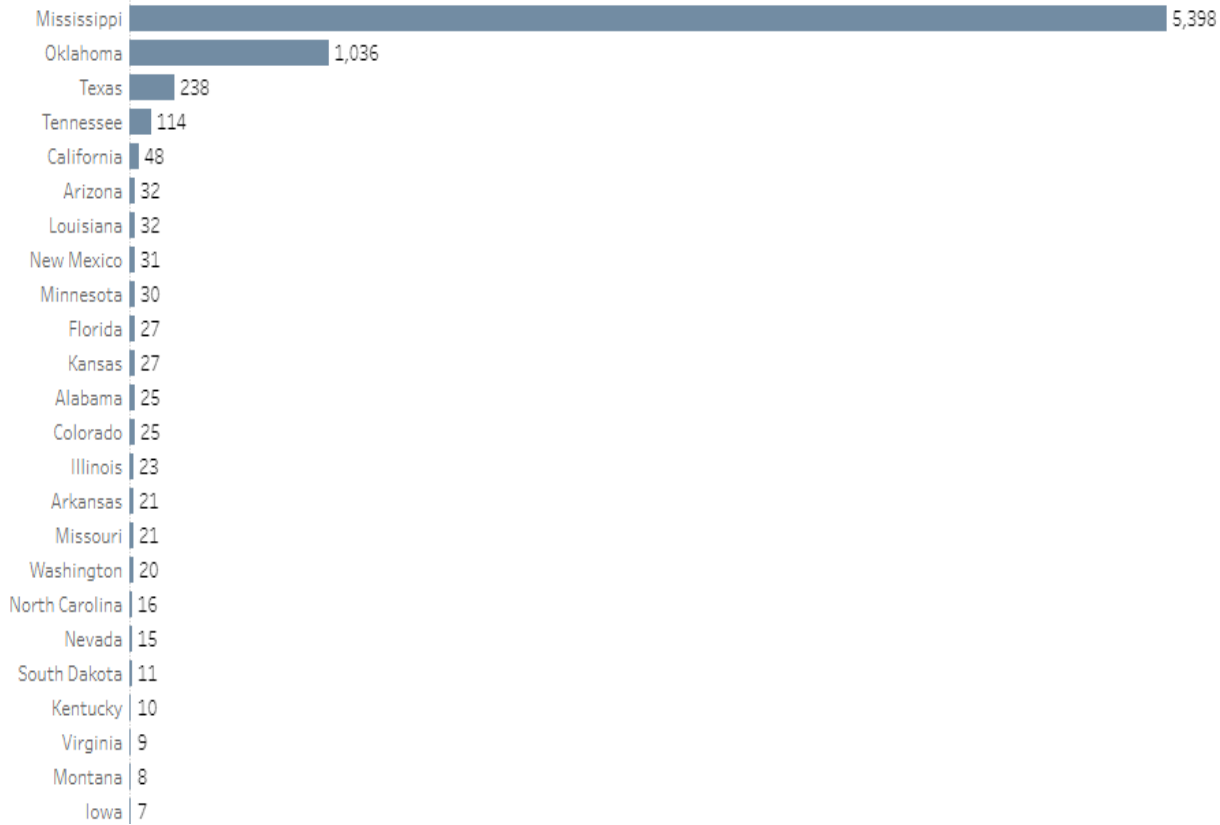 Mississippi 5,398
Oklahoma 1,036
Texas 238
Tennessee 114
California 48
Arizona 32
Louisiana 32
New Mexico 31
Minnesota 30
Florida 27
Kansas 27
Alabama 25
Colorado 25
Illinois 23
Arkansas 21
Missouri 21
Washington 20
North Carolina 16
Nevada 15
South Dakota 11
Kentucky 10
Virginia 9
Montana 8
Iowa 7